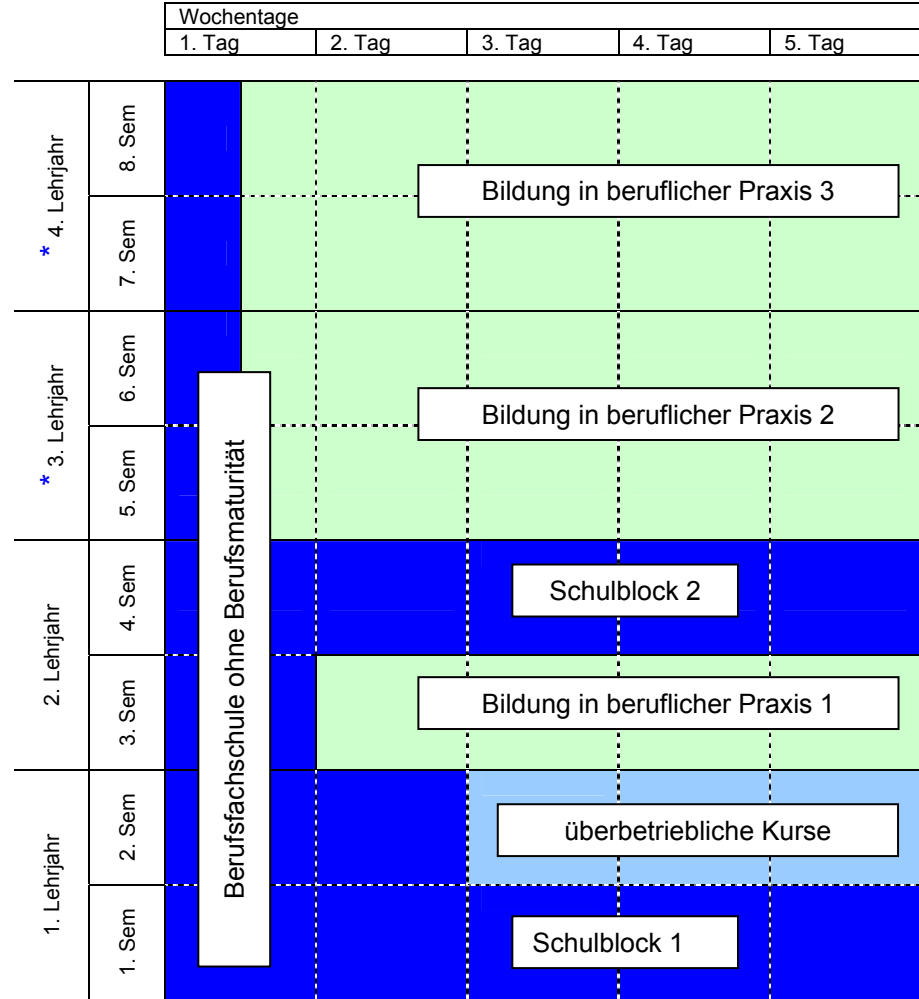 Wochentage
1. Tag
2. Tag
3. Tag
4. Tag
5. Tag
* 4. Lehrjahr
8. Sem
Bildung in beruflicher Praxis 3
7. Sem
* 3. Lehrjahr
6. Sem
Bildung in beruflicher Praxis 2
5. Sem
Berufsfachschule ohne Berufsmaturität
2. Lehrjahr
4. Sem
Schulblock 2
3. Sem
Bildung in beruflicher Praxis 1
1. Lehrjahr
2. Sem
überbetriebliche Kurse
1. Sem
Schulblock 1